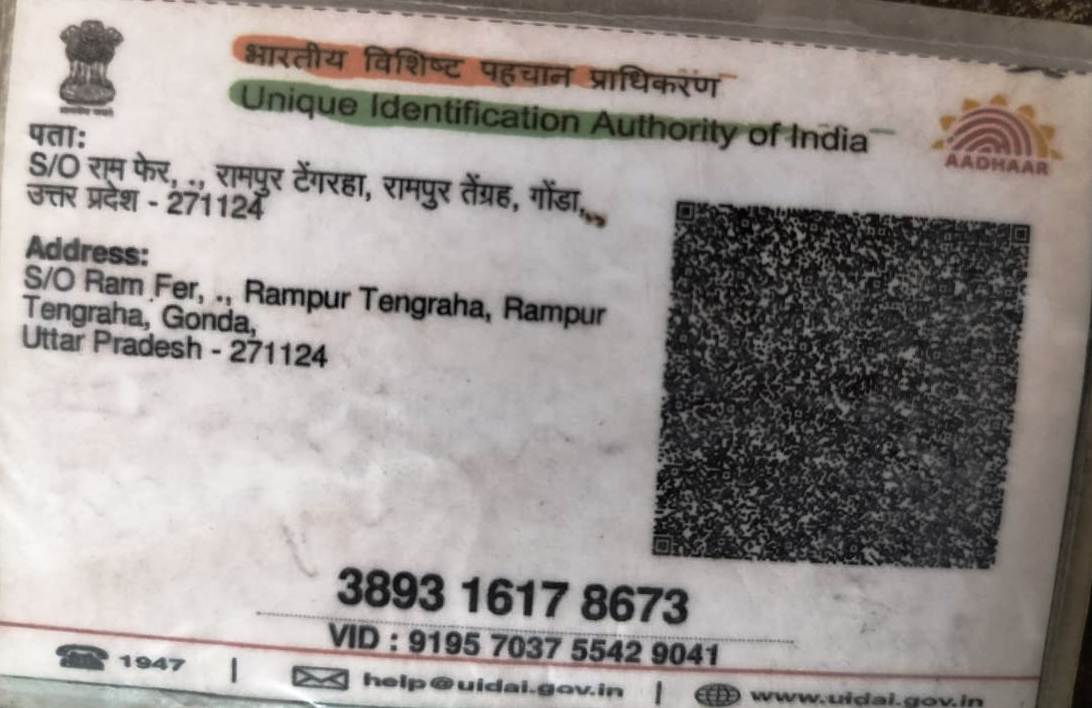 भारतीय विशिष्ट पहचान प्राधिकरण
Unique Identification Authority of India
AADHAAR
पता:
S/O राम फेर, ., रामपुर टेंगरहा, रामपुर तेंग्रह, गोंडा,
उत्तर प्रदेश - 271124
Address:
S/O Ram Fer, ., Rampur Tengraha, Rampur
Tengraha, Gonda,
Uttar Pradesh - 271124
3893 1617 8673
VID : 9195 7037 5542 9041
1947 | help@uidai.gov.in | www.uidai.gov.in